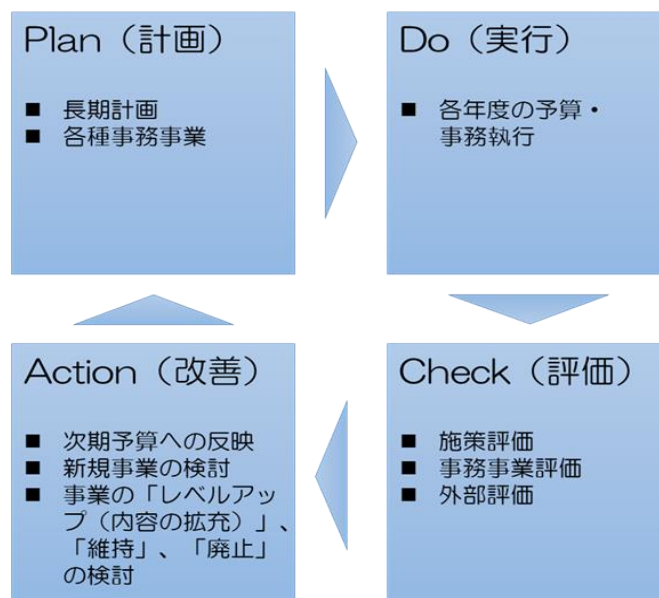 Plan（計画）
■ 長期計画
■ 各種事務事業
Do（実行）
■ 各年度の予算・
事務執行
Action（改善）
■ 次期予算への反映
■ 新規事業の検討
■ 事業の「レベルアッ
プ（内容の拡充）」、
「維持」、「廃止」
の検討
Check（評価）
■ 施策評価
■ 事務事業評価
■ 外部評価